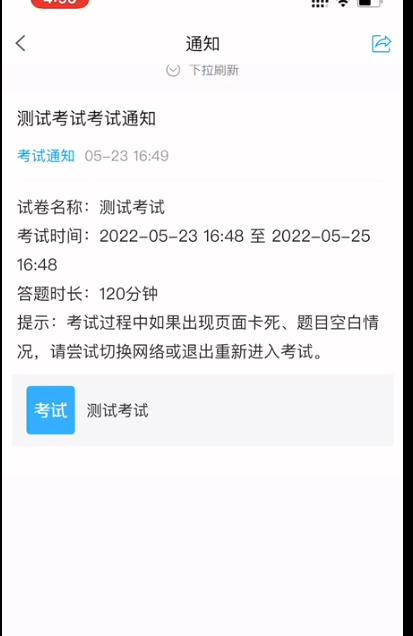 通知
下拉刷新
测试考试考试通知
考试通知 05-23 16:49
试卷名称：测试考试
考试时间：2022-05-23 16:48 至 2022-05-25
16:48
答题时长：120分钟
提示：考试过程中如果出现页面卡死、题目空白情
况，请尝试切换网络或退出重新进入考试。
考试 测试考试